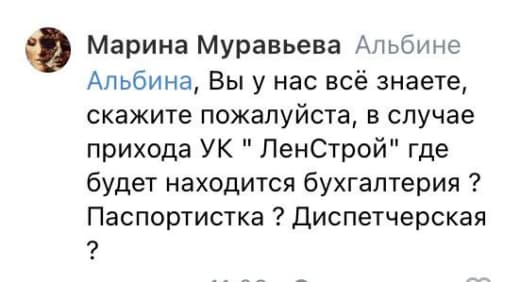 Марина Муравьева Альбине
Альбина, Вы у нас всё знаете,
скажите пожалуйста, в случае
прихода УК " ЛенСтрой" где
будет находится бухгалтерия ?
Паспортистка ? Диспетчерская
?